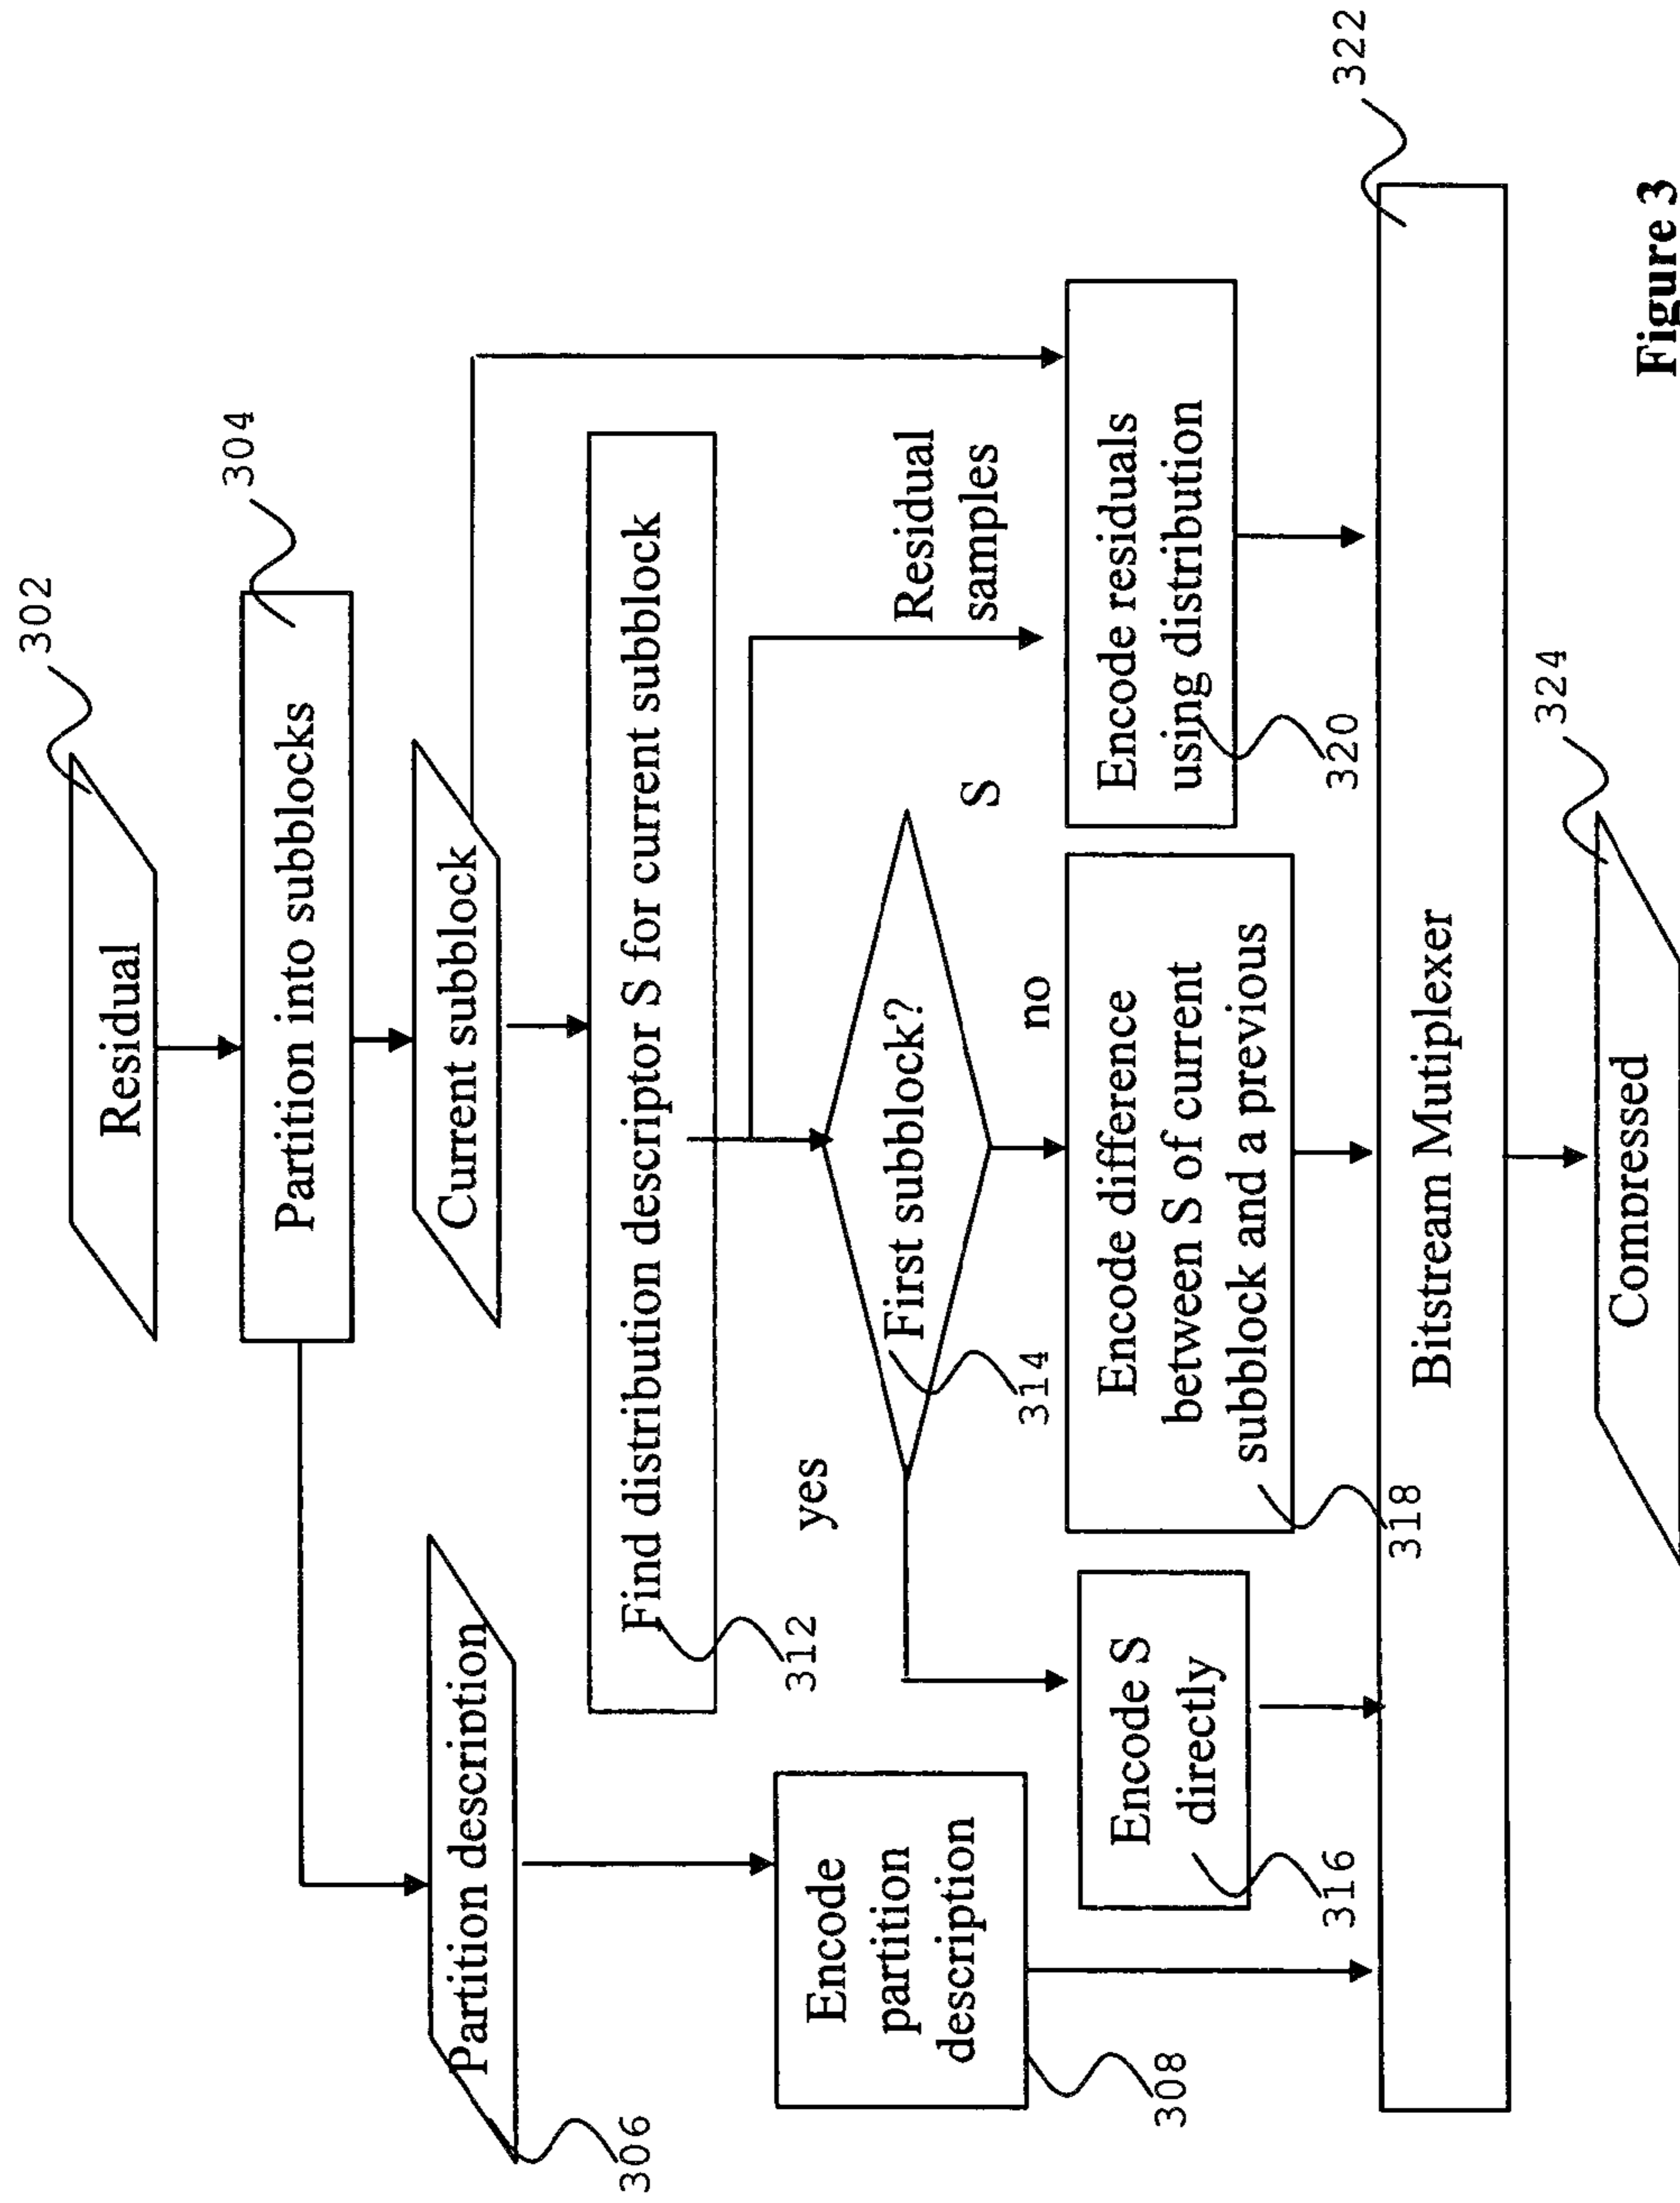 302
Residual
304
Partition into subblocks
306
Partition description
Current subblock
312
Find distribution descriptor S for current subblock
308
Encode
partition
description
yes
314
First subblock?
no
S
Residual
samples
316
Encode S
directly
318
Encode difference
between S of current
subblock and a previous
320
Encode residuals
using distribution
322
Bitstream Mutiplexer
324
Compressed
Figure 3